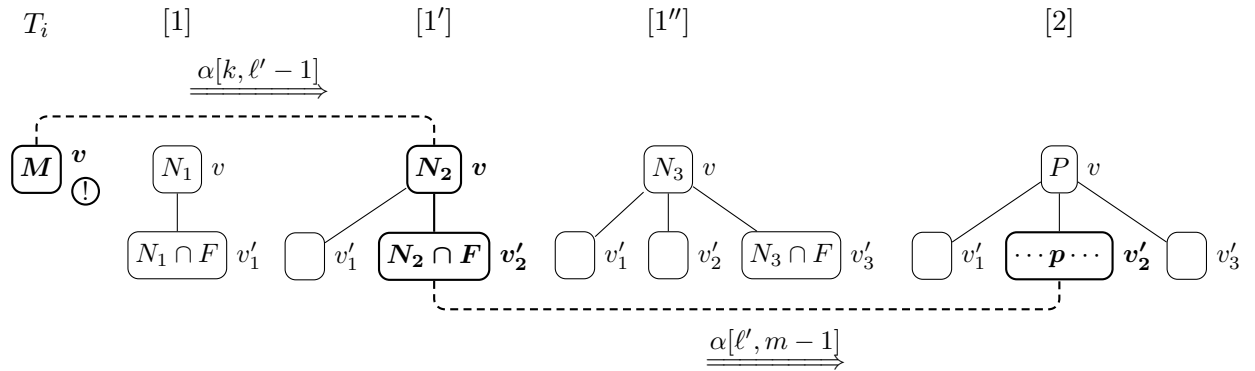 T_i [1] [1′] [1″] [2]
α[k, ℓ′ − 1]
M v N_1 v N_2 v N_3 v P v
!
N_1 ∩ F v′_1 v′_1 N_2 ∩ F v′_2 v′_1 v′_2 N_3 ∩ F v′_3 v′_1 ··· p ··· v′_2 v′_3
α[ℓ′, m − 1]